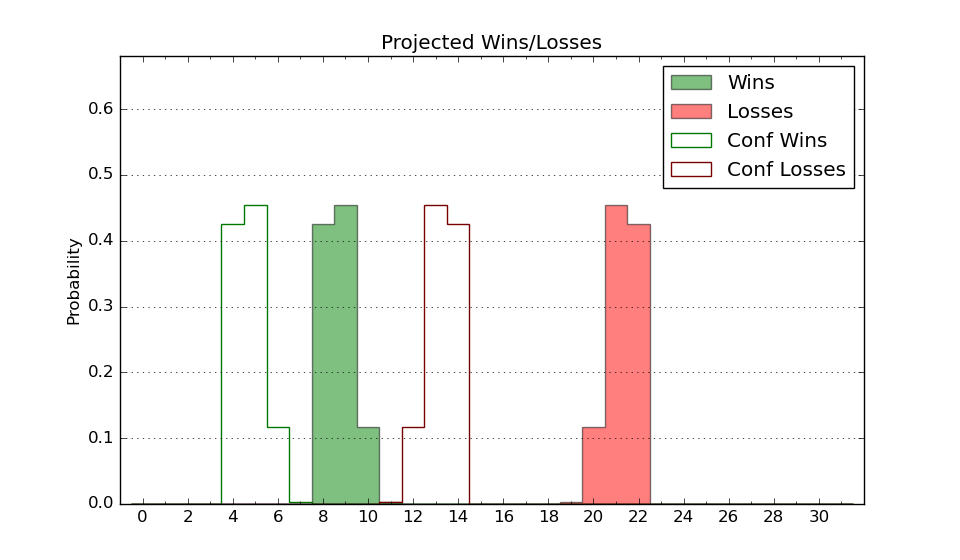 Projected Wins/Losses
Wins
Losses
Conf Wins
Conf Losses
Probability
0.6
0.5
0.4
0.3
0.2
0.1
0.0
0 2 4 6 8 10 12 14 16 18 20 22 24 26 28 30